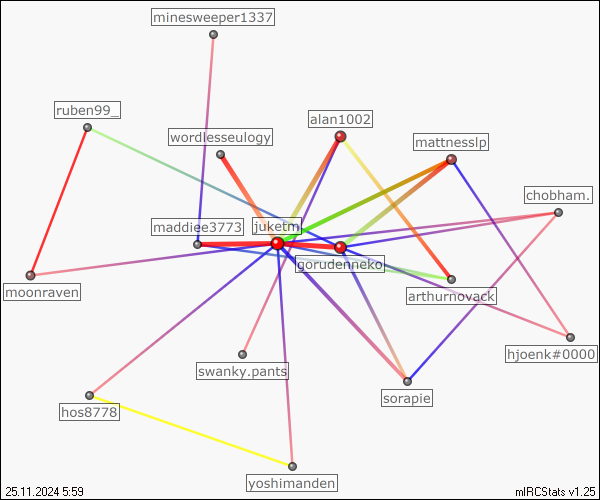 minesweeper1337
ruben99_
alan1002
wordlesseulogy
mattnesslp
chobham.
maddiee3773
juketm
gorudenneko
moonraven
arthurnovack
hjoenk#0000
swanky.pants
sorapie
hos8778
yoshimanden
25.11.2024 5:59
mIRCStats v1.25